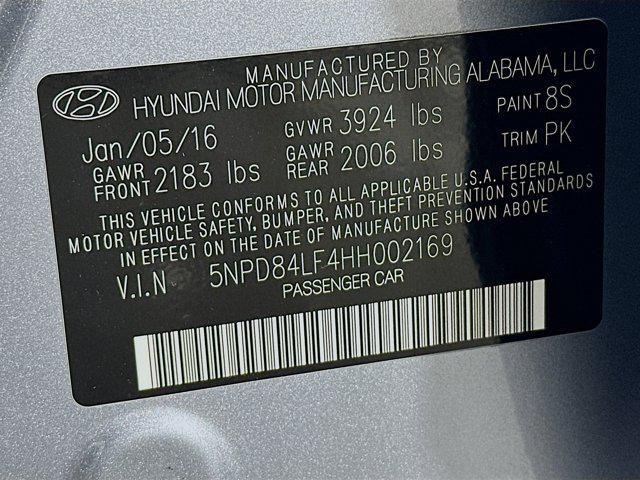 MANUFACTURED BY
HYUNDAI MOTOR MANUFACTURING ALABAMA, LLC
Jan/05/16 GVWR 3924 lbs PAINT 8S
GAWR FRONT 2183 lbs GAWR REAR 2006 lbs TRIM PK
THIS VEHICLE CONFORMS TO ALL APPLICABLE U.S.A. FEDERAL
MOTOR VEHICLE SAFETY, BUMPER, AND THEFT PREVENTION STANDARDS
IN EFFECT ON THE DATE OF MANUFACTURE SHOWN ABOVE
V.I.N 5NPD84LF4HH002169
PASSENGER CAR